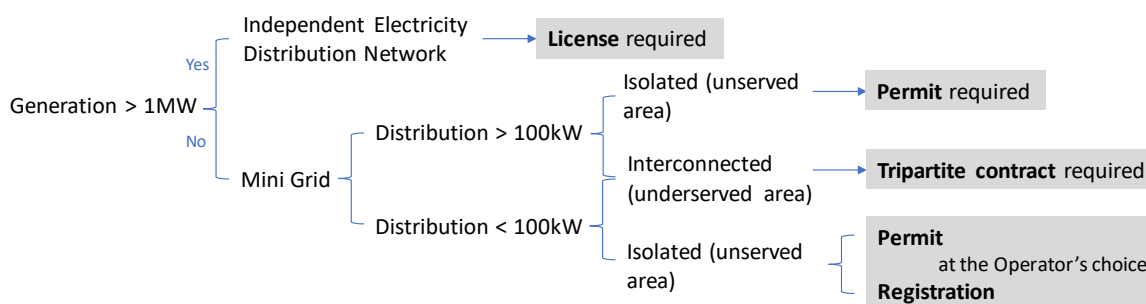 Independent Electricity
Distribution Network
License required
Yes
Generation > 1MW
No
Mini Grid
Distribution > 100kW
Isolated (unserved
area)
Permit required
Interconnected
(underserved area)
Tripartite contract required
Distribution < 100kW
Isolated (unserved
area)
Permit
at the Operator's choice
Registration